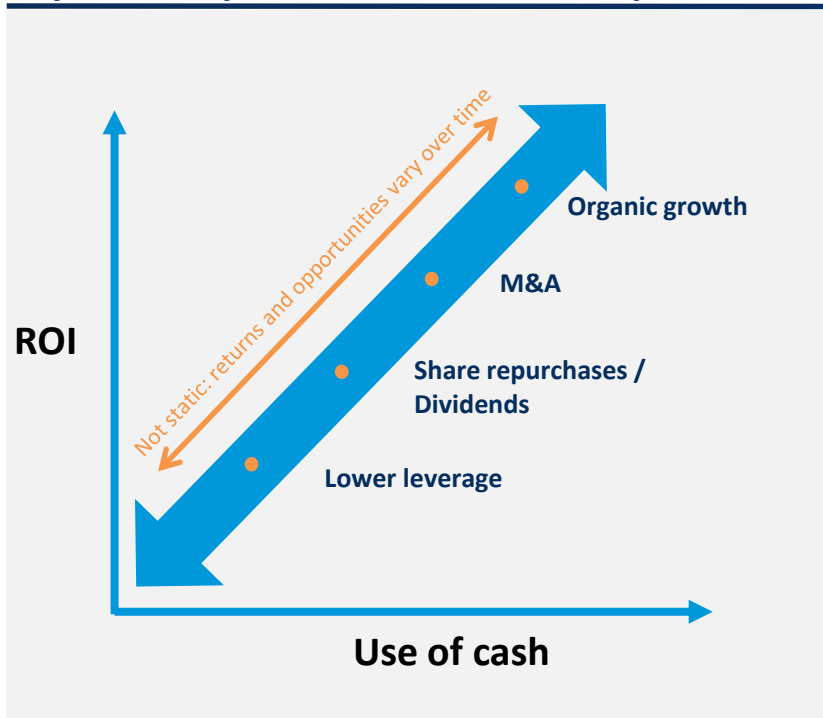 Not static: returns and opportunities vary over time
Organic growth
M&A
ROI
Share repurchases /
Dividends
Lower leverage
Use of cash